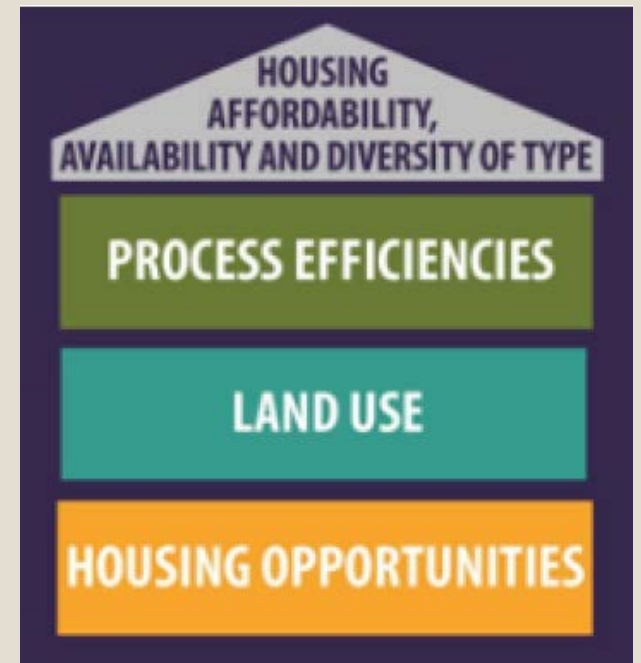 HOUSING
AFFORDABILITY,
AVAILABILITY AND DIVERSITY OF TYPE
PROCESS EFFICIENCIES
LAND USE
HOUSING OPPORTUNITIES